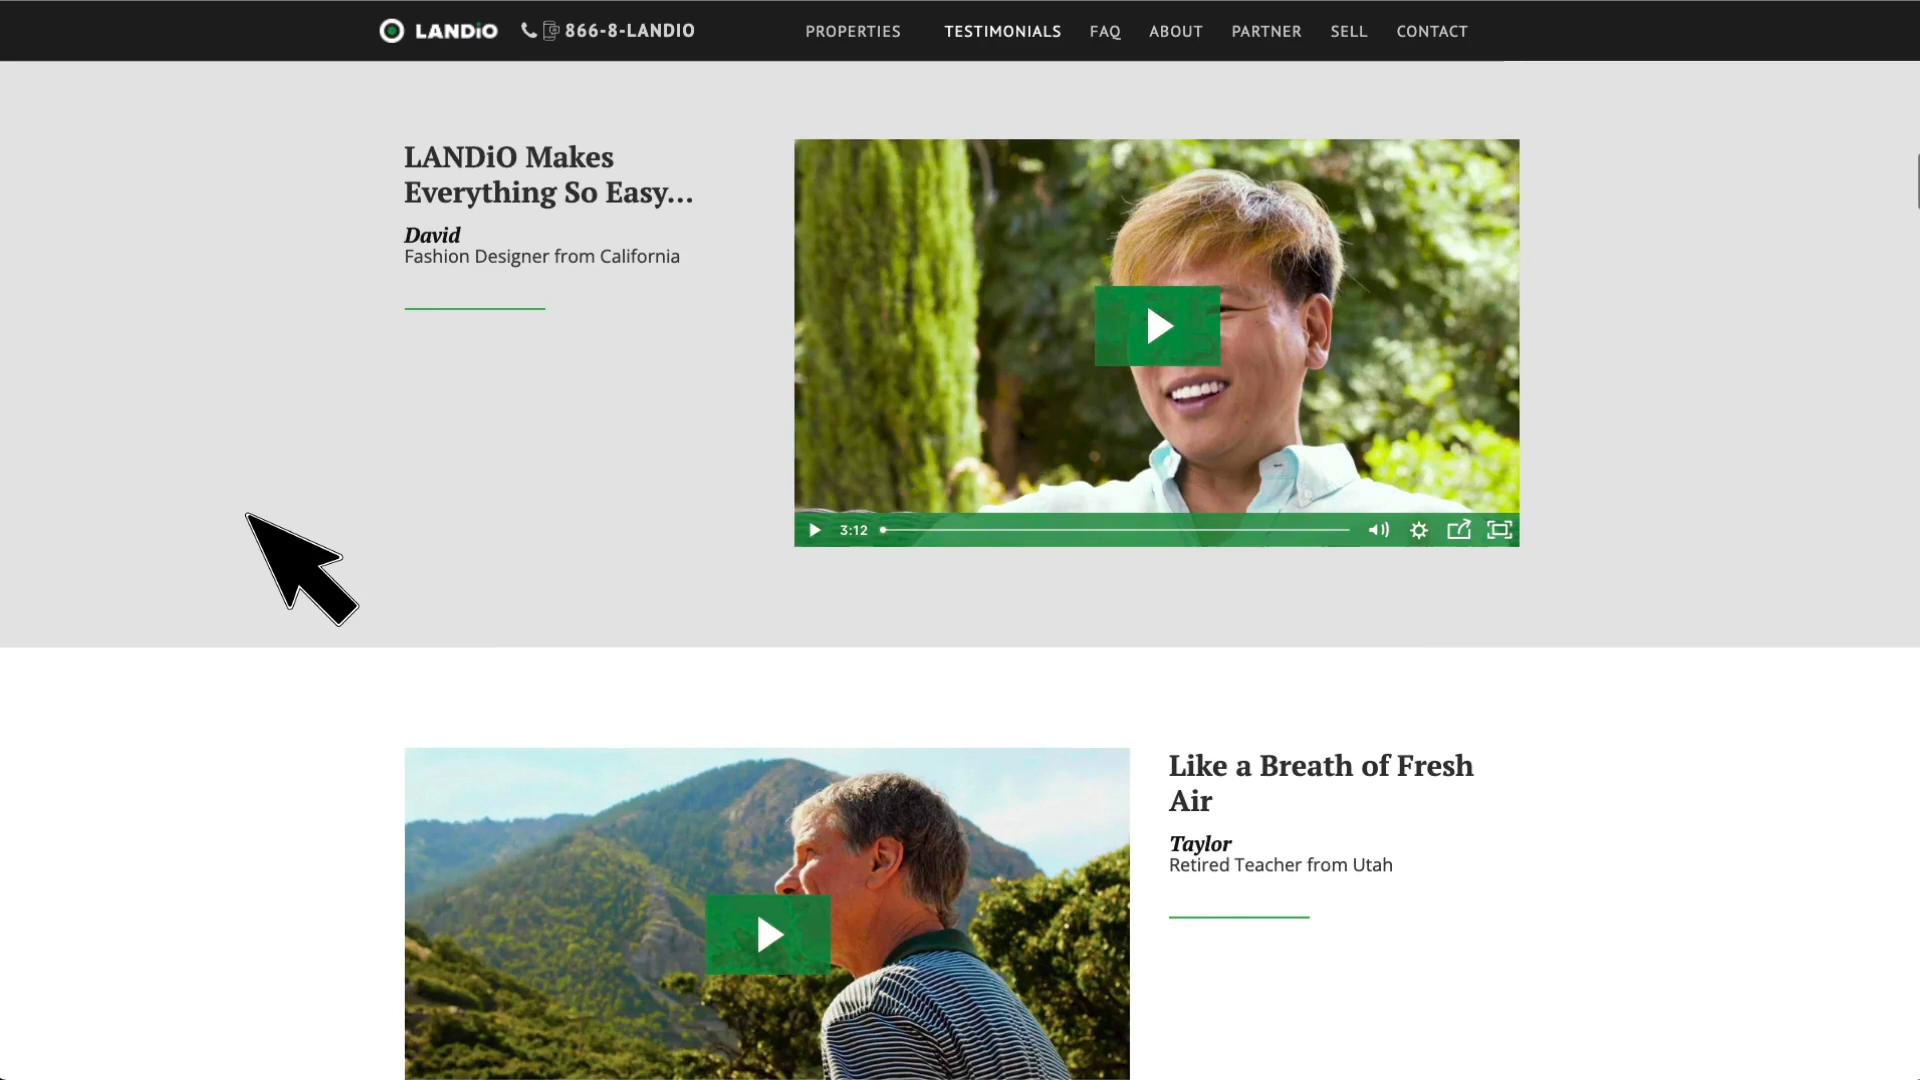 LANDiO 866-8-LANDIO PROPERTIES TESTIMONIALS FAQ ABOUT PARTNER SELL CONTACT
LANDiO Makes
Everything So Easy...
David
Fashion Designer from California
3:12
Like a Breath of Fresh
Air
Taylor
Retired Teacher from Utah